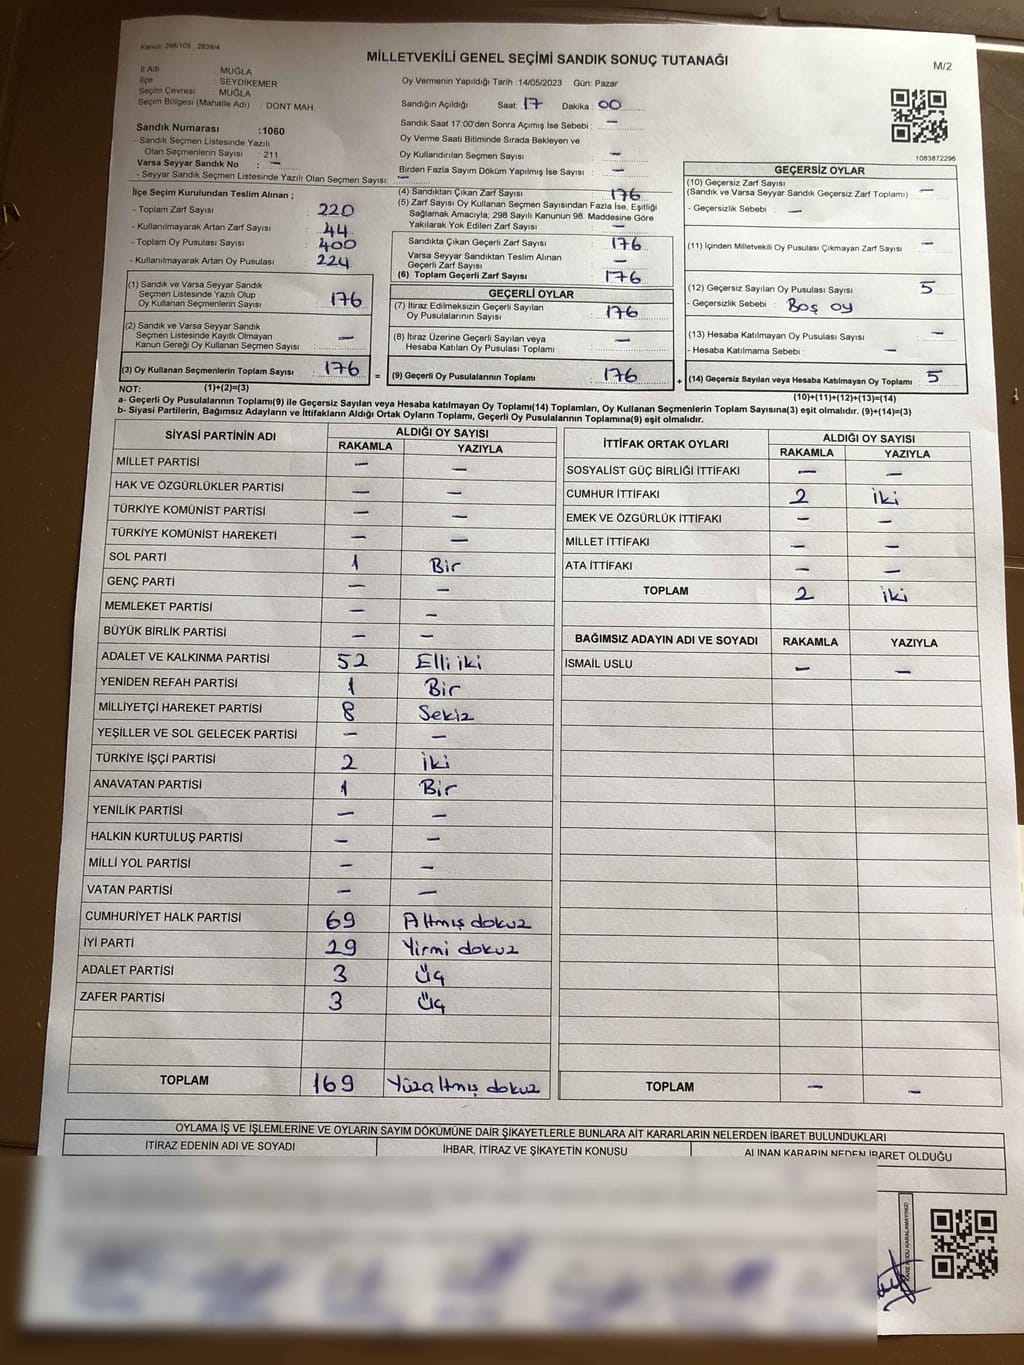 Kanun: 298/105 , 2839/4
MİLLETVEKİLİ GENEL SEÇİMİ SANDIK SONUÇ TUTANAĞI
M/2
İl Adı : MUĞLA
İlçe : SEYDİKEMER
Seçim Çevresi : MUĞLA
Seçim Bölgesi (Mahalle Adı) : DONT MAH.
Oy Vermenin Yapıldığı Tarih :14/05/2023 Gün: Pazar
Sandığın Açıldığı Saat: 17 Dakika: 00
Sandık Saat 17:00'den Sonra Açımış İse Sebebi : —
Oy Verme Saati Bitiminde Sırada Bekleyen ve
Oy Kullandırılan Seçmen Sayısı : —
Birden Fazla Sayım Döküm Yapılmış İse Sayısı : —
1083872296
Sandık Numarası :1060
- Sandık Seçmen Listesinde Yazılı
Olan Seçmenlerin Sayısı : 211
Varsa Seyyar Sandık No : —
- Seyyar Sandık Seçmen Listesinde Yazılı Olan Seçmen Sayısı: —
İlçe Seçim Kurulundan Teslim Alınan ;
- Toplam Zarf Sayısı : 220
- Kullanılmayarak Artan Zarf Sayısı : 44
- Toplam Oy Pusulası Sayısı : 400
- Kullanılmayarak Artan Oy Pusulası : 224
(1) Sandık ve Varsa Seyyar Sandık
Seçmen Listesinde Yazılı Olup
Oy Kullanan Seçmenlerin Sayısı : 176
(2) Sandık ve Varsa Seyyar Sandık
Seçmen Listesinde Kayıtlı Olmayan
Kanun Gereği Oy Kullanan Seçmen Sayısı : —
(3) Oy Kullanan Seçmenlerin Toplam Sayısı : 176
(4) Sandıktan Çıkan Zarf Sayısı : 176
(5) Zarf Sayısı Oy Kullanan Seçmen Sayısından Fazla İse, Eşitliği
Sağlamak Amacıyla, 298 Sayılı Kanunun 98. Maddesine Göre
Yakılarak Yok Edilen Zarf Sayısı : —
Sandıkta Çıkan Geçerli Zarf Sayısı : 176
Varsa Seyyar Sandıktan Teslim Alınan
Geçerli Zarf Sayısı : —
(6) Toplam Geçerli Zarf Sayısı : 176
GEÇERLİ OYLAR
(7) İtiraz Edilmeksizin Geçerli Sayılan
Oy Pusulalarının Sayısı : 176
(8) İtiraz Üzerine Geçerli Sayılan veya
Hesaba Katılan Oy Pusulası Toplamı : —
= (9) Geçerli Oy Pusulalarının Toplamı : 176
GEÇERSİZ OYLAR
(10) Geçersiz Zarf Sayısı
(Sandık ve Varsa Seyyar Sandık Geçersiz Zarf Toplamı) : —
- Geçersizlik Sebebi : —
(11) İçinden Milletvekili Oy Pusulası Çıkmayan Zarf Sayısı : —
(12) Geçersiz Sayılan Oy Pusulası Sayısı : 5
- Geçersizlik Sebebi : Boş oy
(13) Hesaba Katılmayan Oy Pusulası Sayısı : —
- Hesaba Katılmama Sebebi : —
+ (14) Geçersiz Sayılan veya Hesaba Katılmayan Oy Toplamı : 5
NOT: (1)+(2)=(3)
(10)+(11)+(12)+(13)=(14)
a- Geçerli Oy Pusulalarının Toplamı(9) ile Geçersiz Sayılan veya Hesaba Katılmayan Oy Toplamı(14) Toplamları, Oy Kullanan Seçmenlerin Toplam Sayısına(3) eşit olmalıdır. (9)+(14)=(3)
b- Siyasi Partilerin, Bağımsız Adayların ve İttifakların Aldığı Ortak Oyların Toplamı, Geçerli Oy Pusulalarının Toplamına(9) eşit olmalıdır.
SİYASİ PARTİNİN ADI ALDIĞI OY SAYISI
RAKAMLA YAZIYLA
MİLLET PARTİSİ — —
HAK VE ÖZGÜRLÜKLER PARTİSİ — —
TÜRKİYE KOMÜNİST PARTİSİ — —
TÜRKİYE KOMÜNİST HAREKETİ — —
SOL PARTİ 1 Bir
GENÇ PARTİ — —
MEMLEKET PARTİSİ — —
BÜYÜK BİRLİK PARTİSİ — —
ADALET VE KALKINMA PARTİSİ 52 Elli iki
YENİDEN REFAH PARTİSİ 1 Bir
MİLLİYETÇİ HAREKET PARTİSİ 8 Sekiz
YEŞİLLER VE SOL GELECEK PARTİSİ — —
TÜRKİYE İŞÇİ PARTİSİ 2 İki
ANAVATAN PARTİSİ 1 Bir
YENİLİK PARTİSİ — —
HALKIN KURTULUŞ PARTİSİ — —
MİLLİ YOL PARTİSİ — —
VATAN PARTİSİ — —
CUMHURİYET HALK PARTİSİ 69 Altmış dokuz
İYİ PARTİ 29 Yirmi dokuz
ADALET PARTİSİ 3 Üç
ZAFER PARTİSİ 3 Üç
TOPLAM 169 Yüzaltmış dokuz
İTTİFAK ORTAK OYLARI ALDIĞI OY SAYISI
RAKAMLA YAZIYLA
SOSYALİST GÜÇ BİRLİĞİ İTTİFAKI — —
CUMHUR İTTİFAKI 2 İki
EMEK VE ÖZGÜRLÜK İTTİFAKI — —
MİLLET İTTİFAKI — —
ATA İTTİFAKI — —
TOPLAM 2 İki
BAĞIMSIZ ADAYIN ADI VE SOYADI RAKAMLA YAZIYLA
İSMAİL USLU — —
TOPLAM — —
OYLAMA İŞ VE İŞLEMLERİNE VE OYLARIN SAYIM DÖKÜMÜNE DAİR ŞİKAYETLERLE BUNLARA AİT KARARLARIN NELERDEN İBARET BULUNDUKLARI
İTİRAZ EDENİN ADI VE SOYADI İHBAR, İTİRAZ VE ŞİKAYETİN KONUSU ALINAN KARARIN NEDEN İBARET OLDUĞU